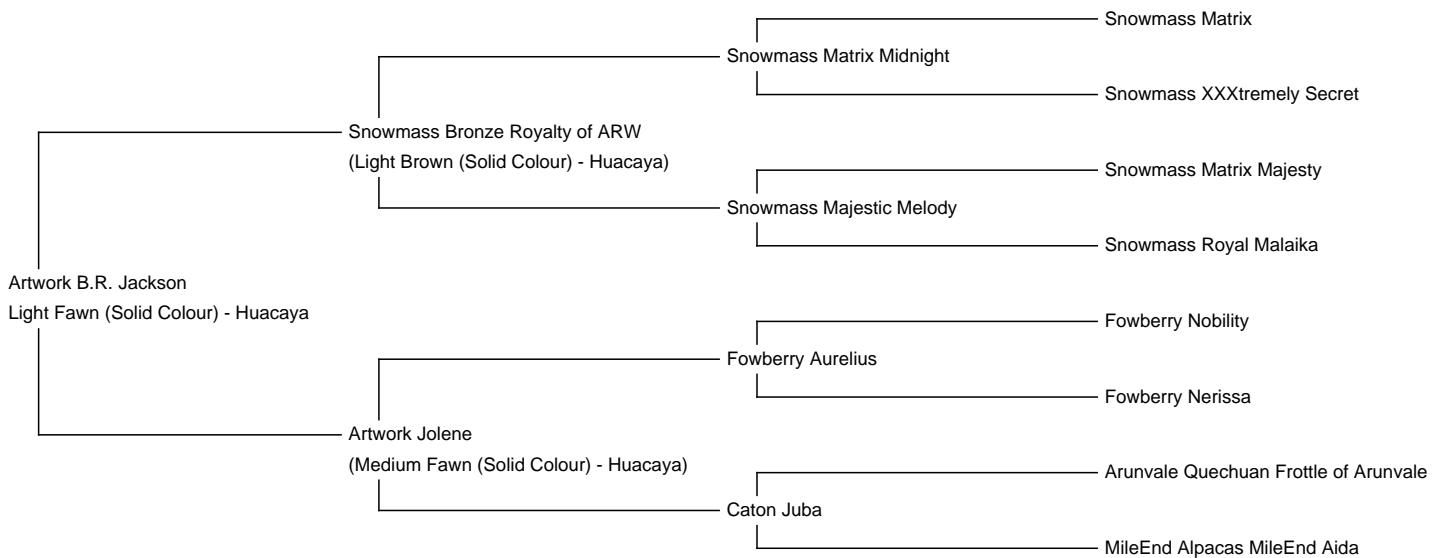 Snowmass Matrix
Snowmass Matrix Midnight
Snowmass XXXtremely Secret
Snowmass Bronze Royalty of ARW
(Light Brown (Solid Colour) - Huacaya)
Snowmass Matrix Majesty
Snowmass Majestic Melody
Snowmass Royal Malaika
Artwork B.R. Jackson
Light Fawn (Solid Colour) - Huacaya
Fowberry Nobility
Fowberry Aurelius
Fowberry Nerissa
Artwork Jolene
(Medium Fawn (Solid Colour) - Huacaya)
Arunvale Quechuan Frottle of Arunvale
Caton Juba
MileEnd Alpacas MileEnd Aida